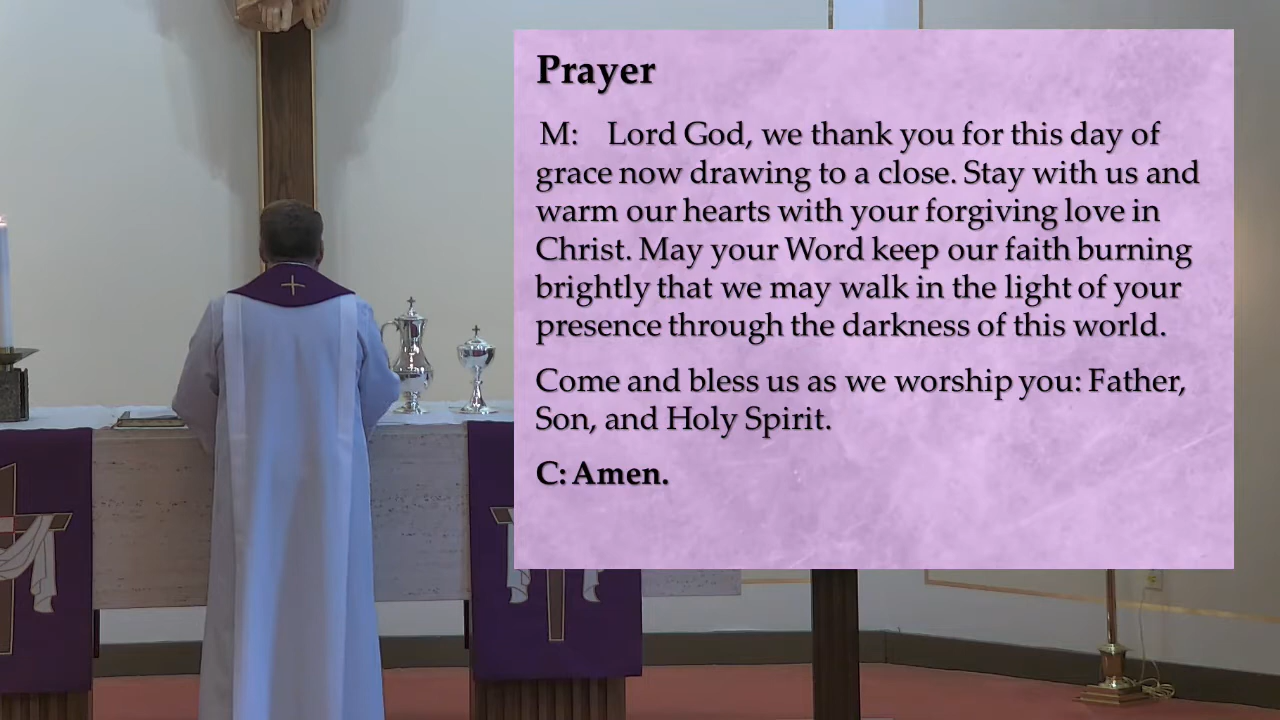 Prayer
M: Lord God, we thank you for this day of
grace now drawing to a close. Stay with us and
warm our hearts with your forgiving love in
Christ. May your Word keep our faith burning
brightly that we may walk in the light of your
presence through the darkness of this world.
Come and bless us as we worship you: Father,
Son, and Holy Spirit.
C: Amen.